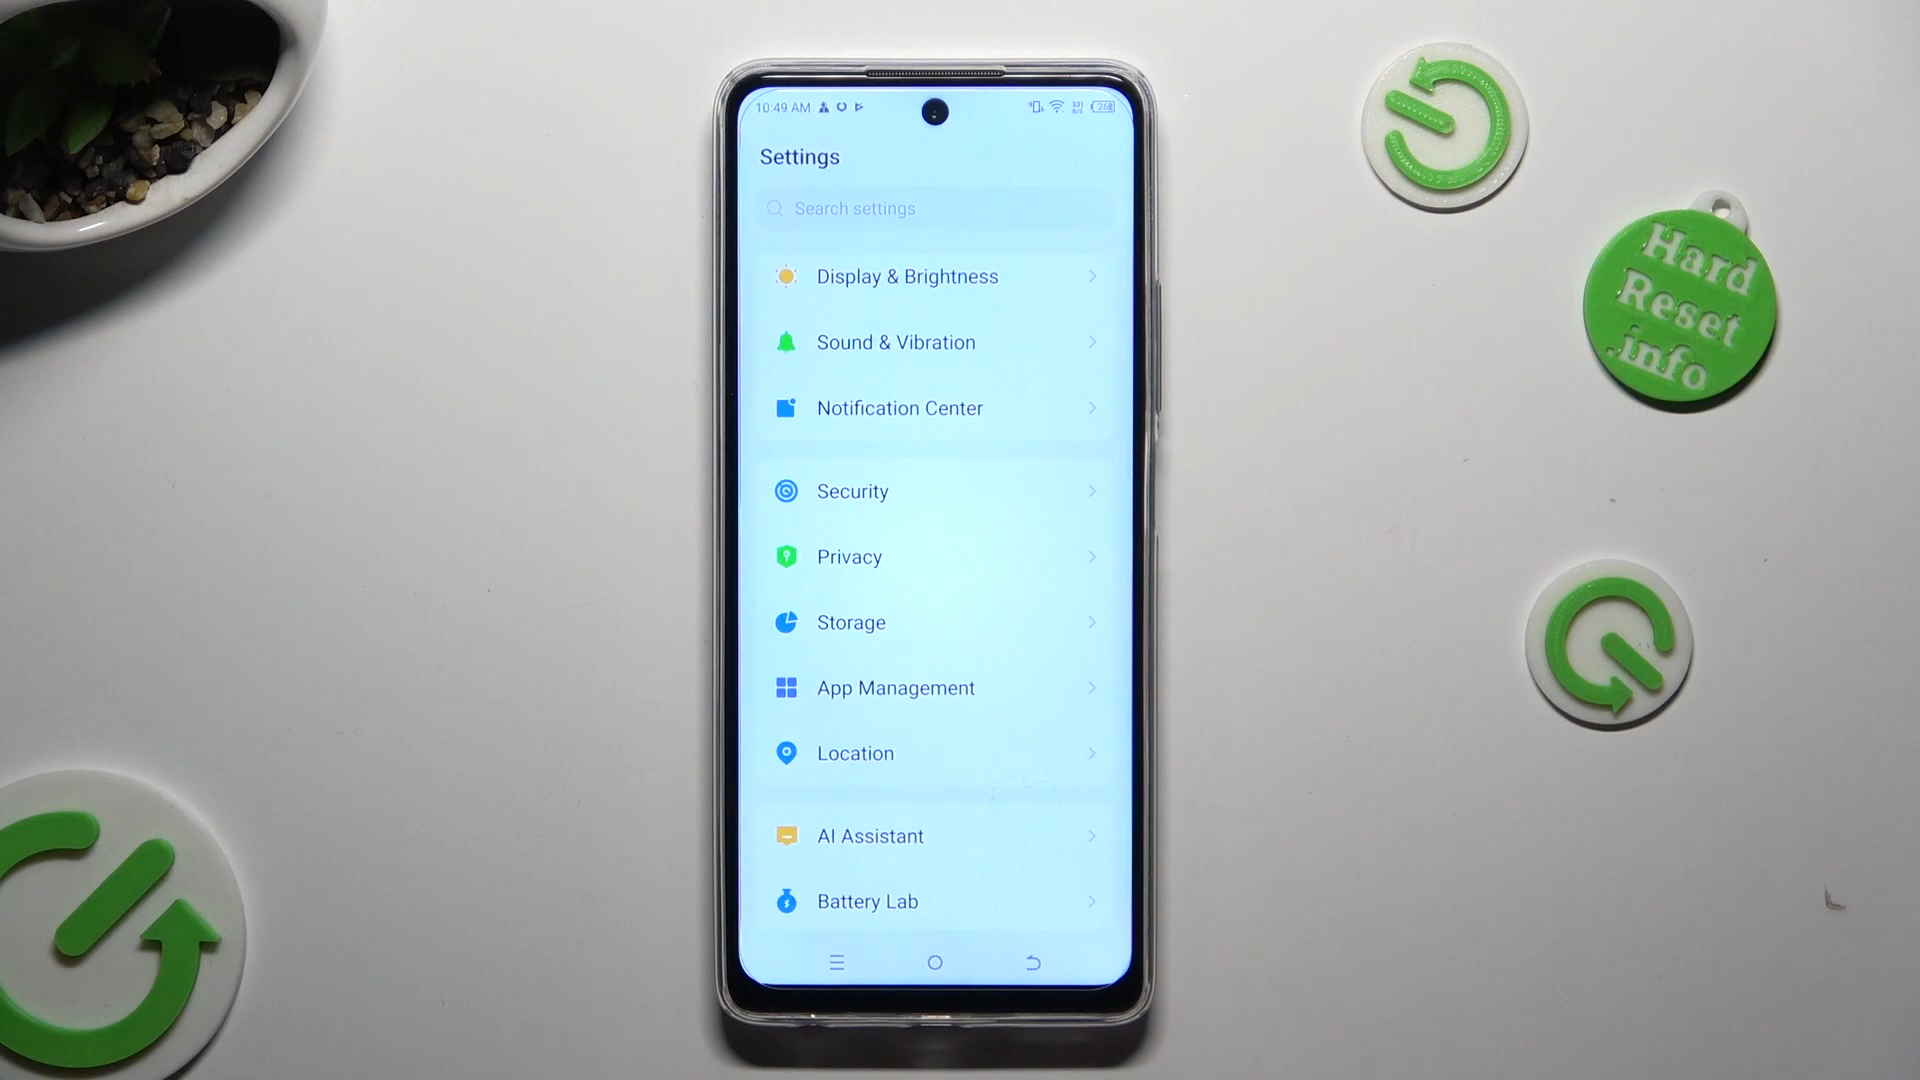 10:49 AM
Settings
Search settings
Display & Brightness
Sound & Vibration
Notification Center
Security
Privacy
Storage
App Management
Location
AI Assistant
Battery Lab
Hard
Reset
.info